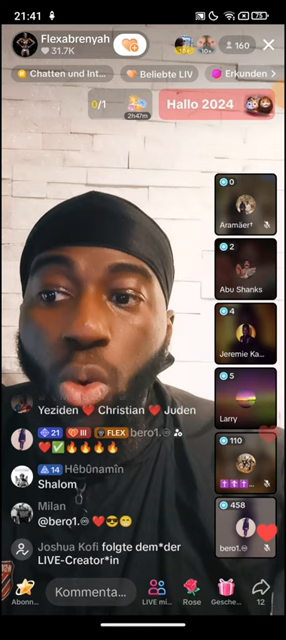 21:41
75
Flexabrenyah
31.7K
160
Chatten und Int...
Beliebte LIV
Erkunden
0/1
2h47m
Hallo 2024
0
Aramäer†
2
Abu Shanks
4
Jeremie Ka...
5
Larry
110
458
bero1.
Yeziden ❤️ Christian ❤️ Juden
21 III FLEX bero1.♾
❤️✅🔥🔥🔥🔥
14 Hêbûnamîn
Shalom
Milan
@bero1.♾ ❤️😎😁
Joshua Kofi folgte dem*der
LIVE-Creator*in
Abonn...
Kommenta...
LIVE mi...
Rose
Gesche...
12